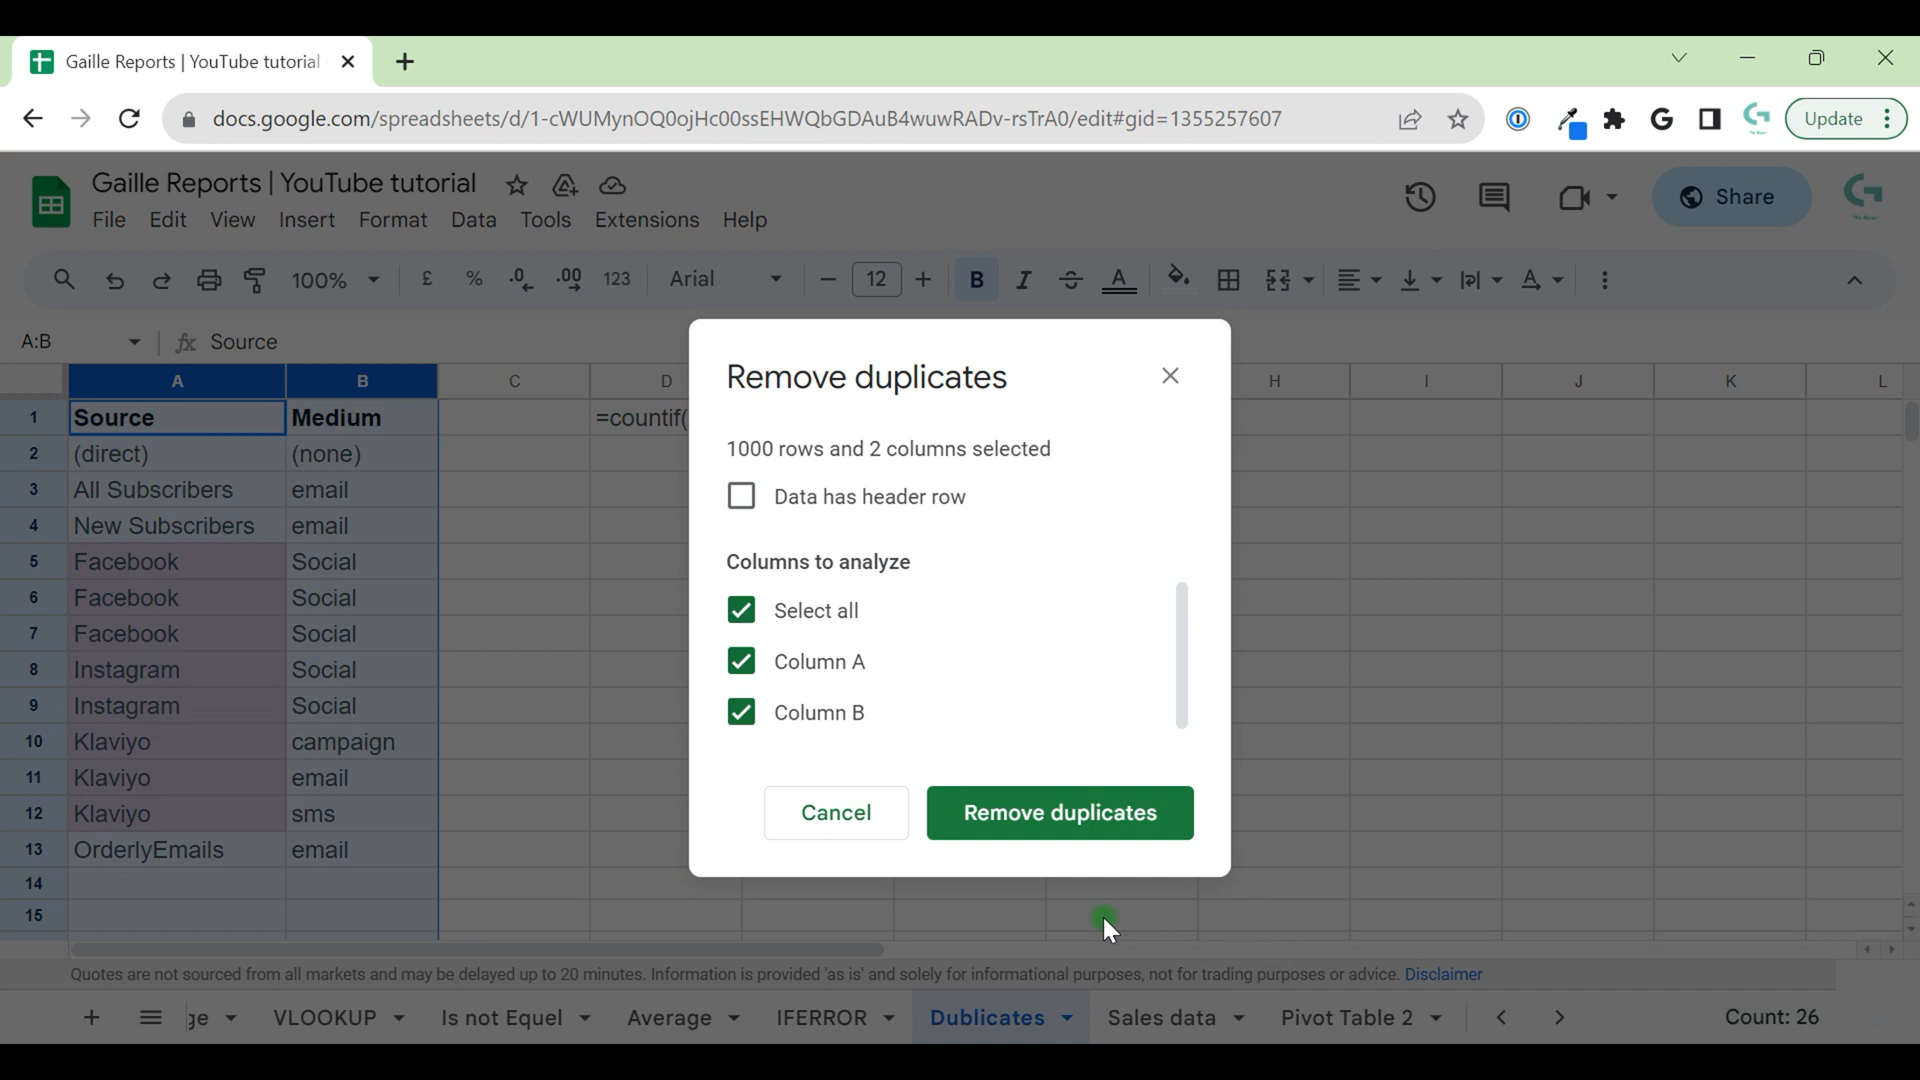 Gaille Reports | YouTube tutorial
docs.google.com/spreadsheets/d/1-cWUMynOQ0ojHc00ssEHWQbGDAuB4wuwRADv-rsTrA0/edit#gid=1355257607
Update
Gaille Reports | YouTube tutorial
File Edit View Insert Format Data Tools Extensions Help
Share
100% £ % .0 .00 123 Arial 12 B I A
A:B fx Source
A B C D H I J K L
1 Source Medium =countif(
2 (direct) (none)
3 All Subscribers email
4 New Subscribers email
5 Facebook Social
6 Facebook Social
7 Facebook Social
8 Instagram Social
9 Instagram Social
10 Klaviyo campaign
11 Klaviyo email
12 Klaviyo sms
13 OrderlyEmails email
14
15
Remove duplicates
1000 rows and 2 columns selected
Data has header row
Columns to analyze
Select all
Column A
Column B
Cancel Remove duplicates
Quotes are not sourced from all markets and may be delayed up to 20 minutes. Information is provided 'as is' and solely for informational purposes, not for trading purposes or advice. Disclaimer
ge VLOOKUP Is not Equel Average IFERROR Dublicates Sales data Pivot Table 2 Count: 26